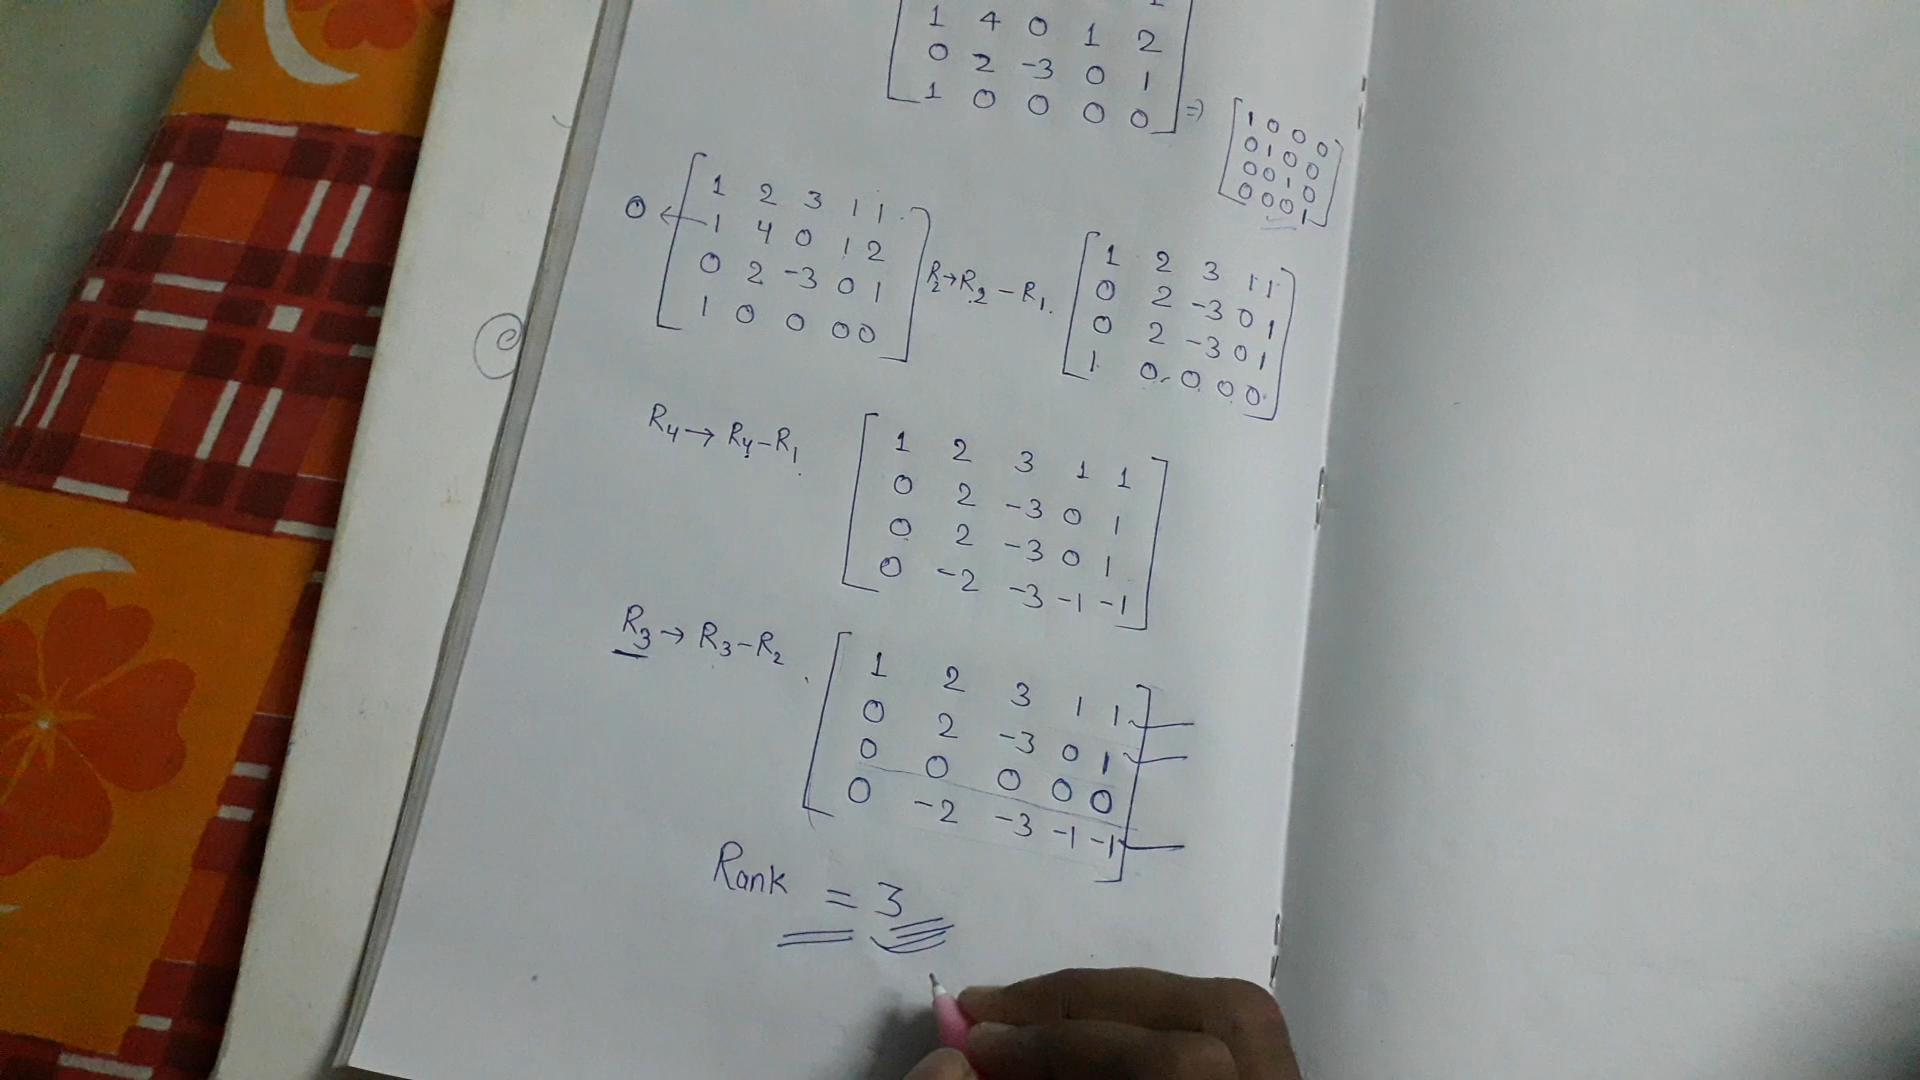 1 4 0 1 2
0 2 -3 0 1
1 0 0 0 0 ⇒
1 0 0 0
0 1 0 0
0 0 1 0
0 0 0 1
1 2 3 1 1
0 ← 1 4 0 1 2
0 2 -3 0 1
1 0 0 0 0
R2→R2-R1.
1 2 3 1 1
0 2 -3 0 1
0 2 -3 0 1
1 0 0 0 0
R4→R4-R1
1 2 3 1 1
0 2 -3 0 1
0 2 -3 0 1
0 -2 -3 -1 -1
R3→R3-R2
1 2 3 1 1
0 2 -3 0 1
0 0 0 0 0
0 -2 -3 -1 -1
Rank = 3